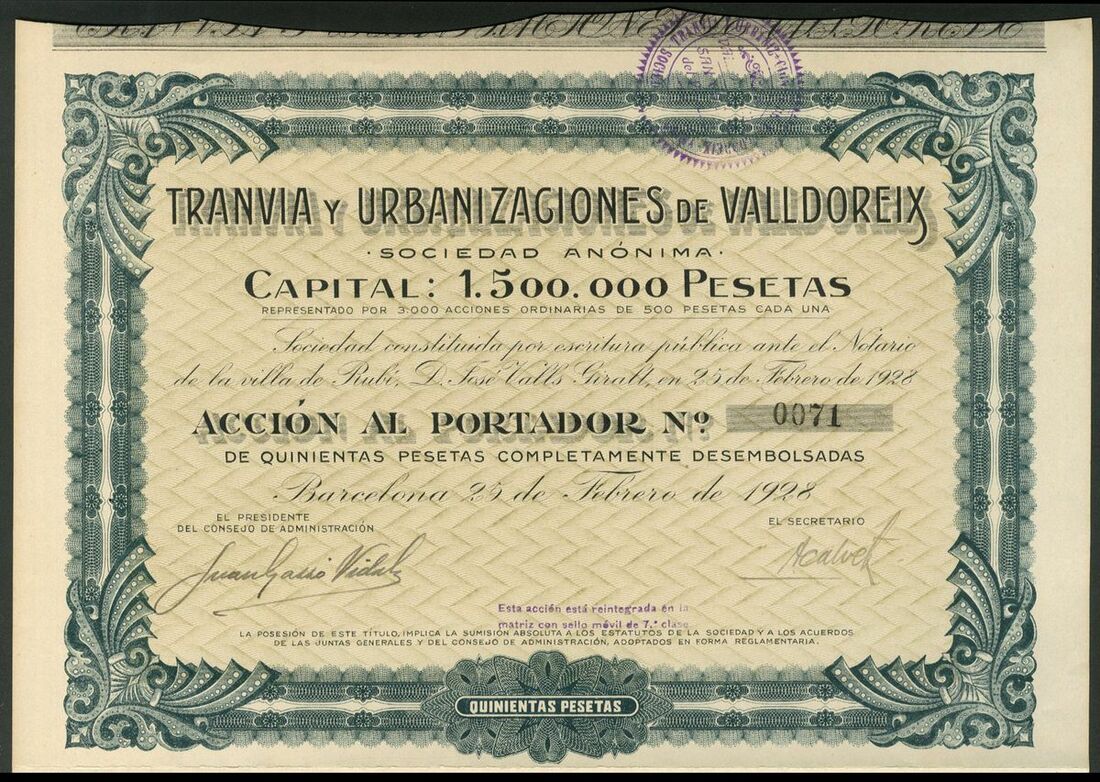 TRANVIA Y URBANIZACIONES DE VALLDOREIX
· SOCIEDAD ANÓNIMA ·
CAPITAL: 1.500.000 PESETAS
REPRESENTADO POR 3.000 ACCIONES ORDINARIAS DE 500 PESETAS CADA UNA
Sociedad constituida por escritura pública ante el Notario
de la villa de Rubí, D. José Valls Giralt, en 25 de Febrero de 1928
ACCIÓN AL PORTADOR Nº 0071
DE QUINIENTAS PESETAS COMPLETAMENTE DESEMBOLSADAS
Barcelona 25 de Febrero de 1928
EL PRESIDENTE
DEL CONSEJO DE ADMINISTRACIÓN
EL SECRETARIO
Juan Gassó Vidal
Esta acción está reintegrada en la
matriz con sello móvil de 7.ª clase
LA POSESIÓN DE ESTE TÍTULO, IMPLICA LA SUMISIÓN ABSOLUTA A LOS ESTATUTOS DE LA SOCIEDAD Y A LOS ACUERDOS
DE LAS JUNTAS GENERALES Y DEL CONSEJO DE ADMINISTRACIÓN, ADOPTADOS EN FORMA REGLAMENTARIA.
QUINIENTAS PESETAS